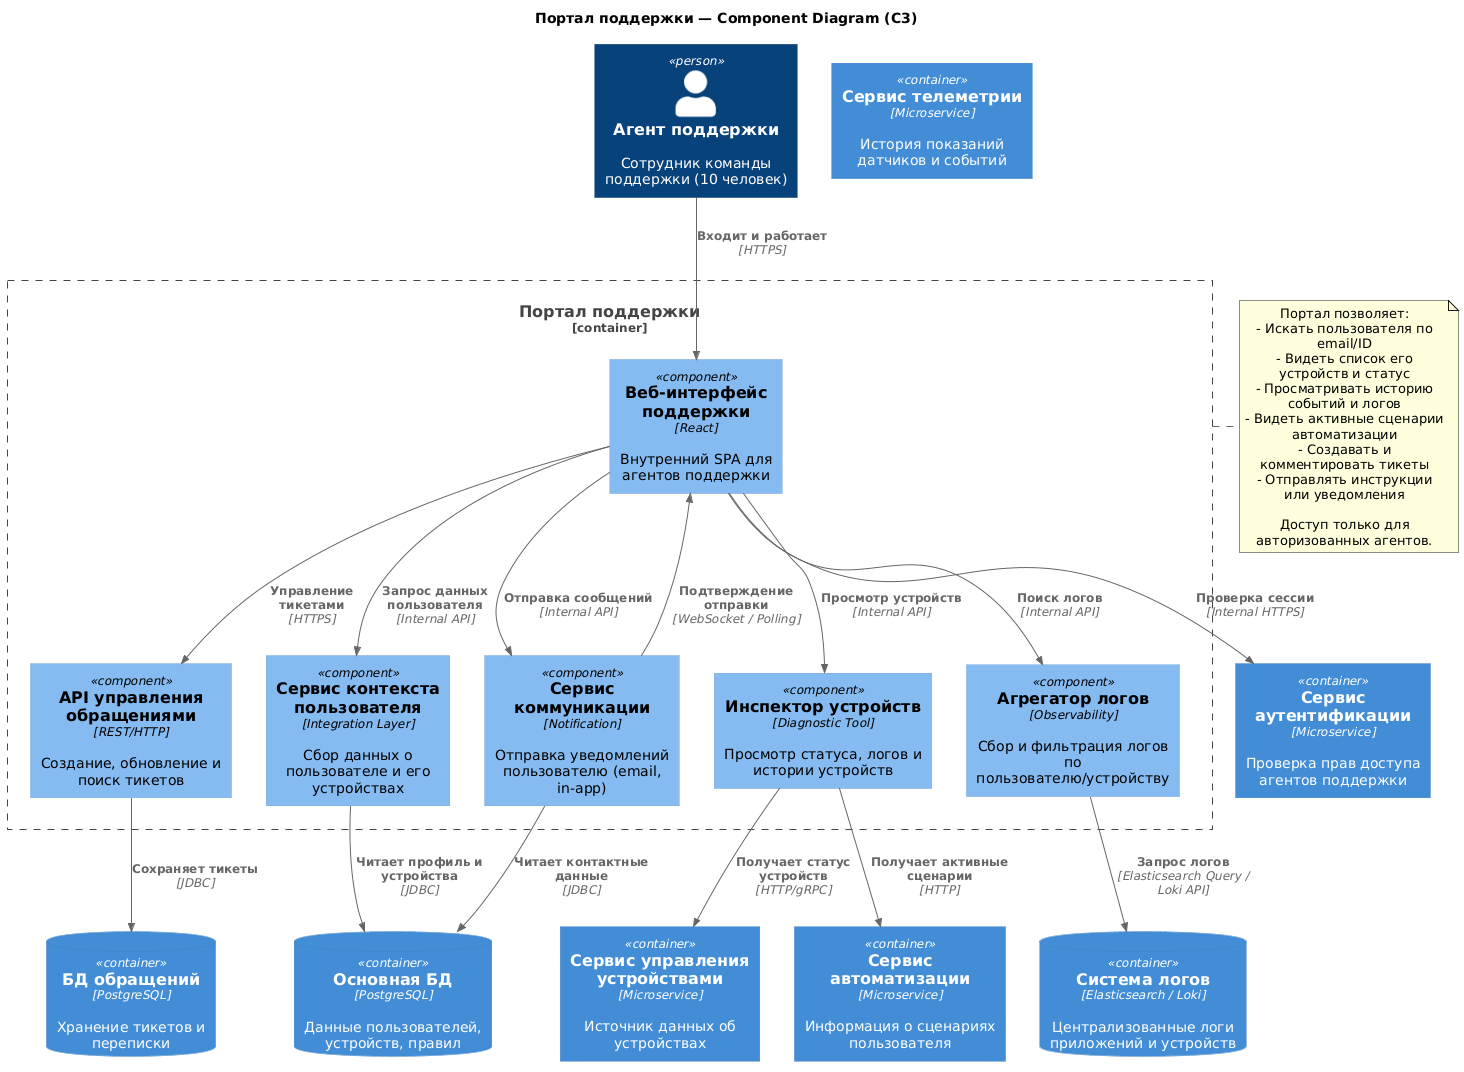 Портал поддержки — Component Diagram (C3)
«person»
Агент поддержки
Сотрудник команды
поддержки (10 человек)
«container»
Сервис телеметрии
[Microservice]
История показаний
датчиков и событий
Входит и работает
[HTTPS]
Портал поддержки
[container]
«component»
Веб-интерфейс
поддержки
[React]
Внутренний SPA для
агентов поддержки
Портал позволяет:
- Искать пользователя по
email/ID
- Видеть список его
устройств и статус
- Просматривать историю
событий и логов
- Видеть активные сценарии
автоматизации
- Создавать и
комментировать тикеты
- Отправлять инструкции
или уведомления
Доступ только для
авторизованных агентов.
Управление
тикетами
[HTTPS]
Запрос данных
пользователя
[Internal API]
Отправка сообщений
[Internal API]
Подтверждение
отправки
[WebSocket / Polling]
Просмотр устройств
[Internal API]
Поиск логов
[Internal API]
Проверка сессии
[Internal HTTPS]
«component»
API управления
обращениями
[REST/HTTP]
Создание, обновление и
поиск тикетов
«component»
Сервис контекста
пользователя
[Integration Layer]
Сбор данных о
пользователе и его
устройствах
«component»
Сервис
коммуникации
[Notification]
Отправка уведомлений
пользователю (email,
in-app)
«component»
Инспектор устройств
[Diagnostic Tool]
Просмотр статуса, логов и
истории устройств
«component»
Агрегатор логов
[Observability]
Сбор и фильтрация логов
по
пользователю/устройству
«container»
Сервис
аутентификации
[Microservice]
Проверка прав доступа
агентов поддержки
Сохраняет тикеты
[JDBC]
Читает профиль и
устройства
[JDBC]
Читает контактные
данные
[JDBC]
Получает статус
устройств
[HTTP/gRPC]
Получает активные
сценарии
[HTTP]
Запрос логов
[Elasticsearch Query /
Loki API]
«container»
БД обращений
[PostgreSQL]
Хранение тикетов и
переписки
«container»
Основная БД
[PostgreSQL]
Данные пользователей,
устройств, правил
«container»
Сервис управления
устройствами
[Microservice]
Источник данных об
устройствах
«container»
Сервис
автоматизации
[Microservice]
Информация о сценариях
пользователя
«container»
Система логов
[Elasticsearch / Loki]
Централизованные логи
приложений и устройств